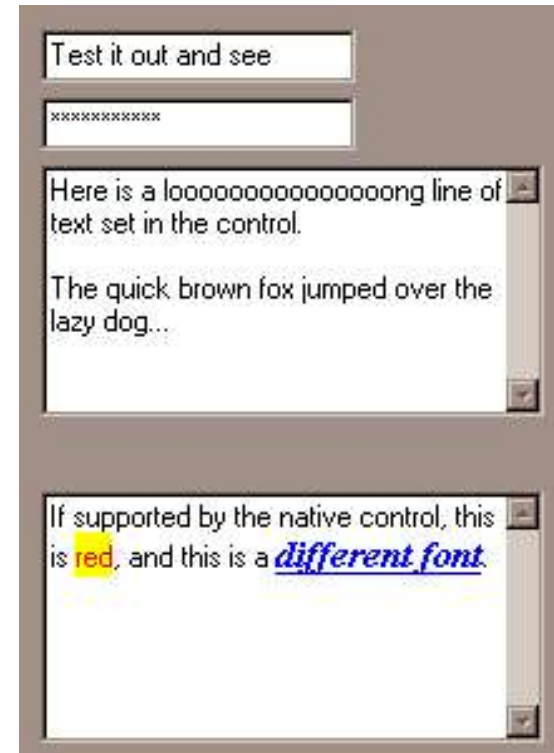 Test it out and see
***********
Here is a looooooooooooooong line of
text set in the control.
The quick brown fox jumped over the
lazy dog...
If supported by the native control, this
is red, and this is a different font.